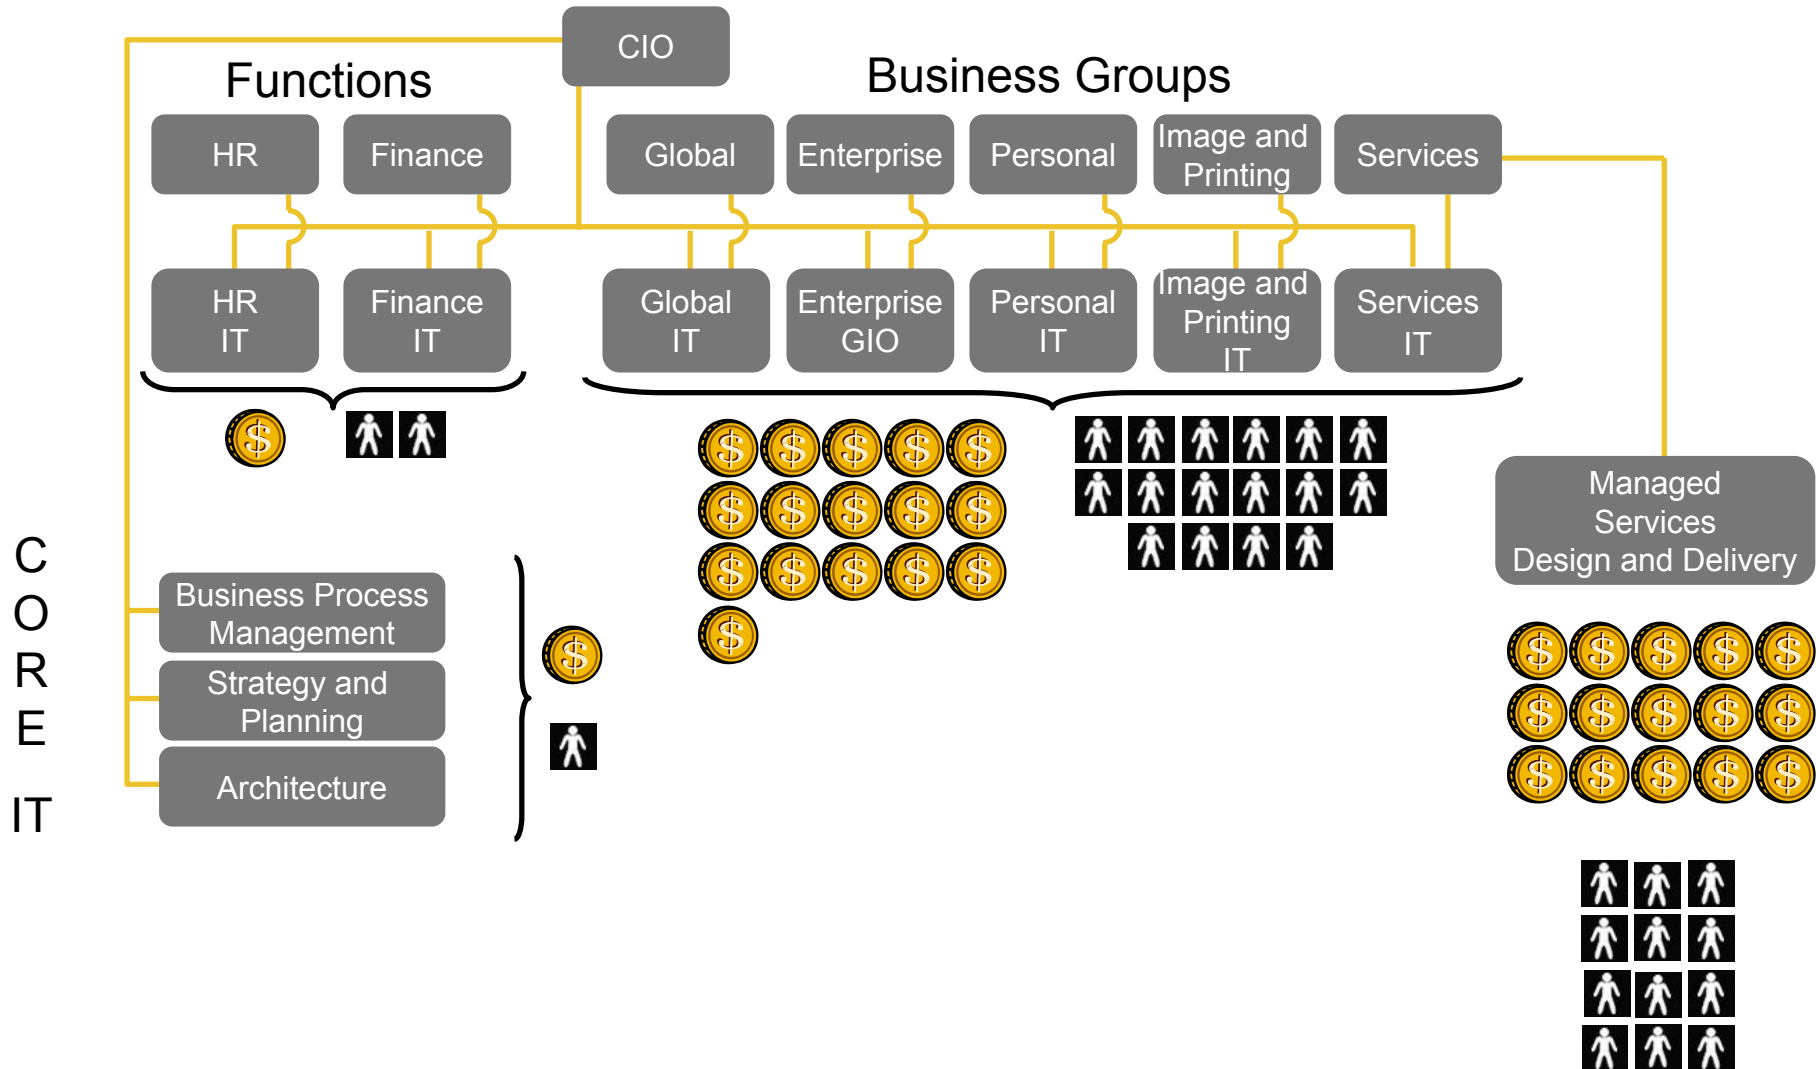 CIO
Functions
Business Groups
HR
Finance
Global
Enterprise
Personal
Image and
Printing
Services
HR
IT
Finance
IT
Global
IT
Enterprise
GIO
Personal
IT
Image and
Printing
IT
Services
IT
Managed
Services
Design and Delivery
C
O
R
E
IT
Business Process
Management
Strategy and
Planning
Architecture